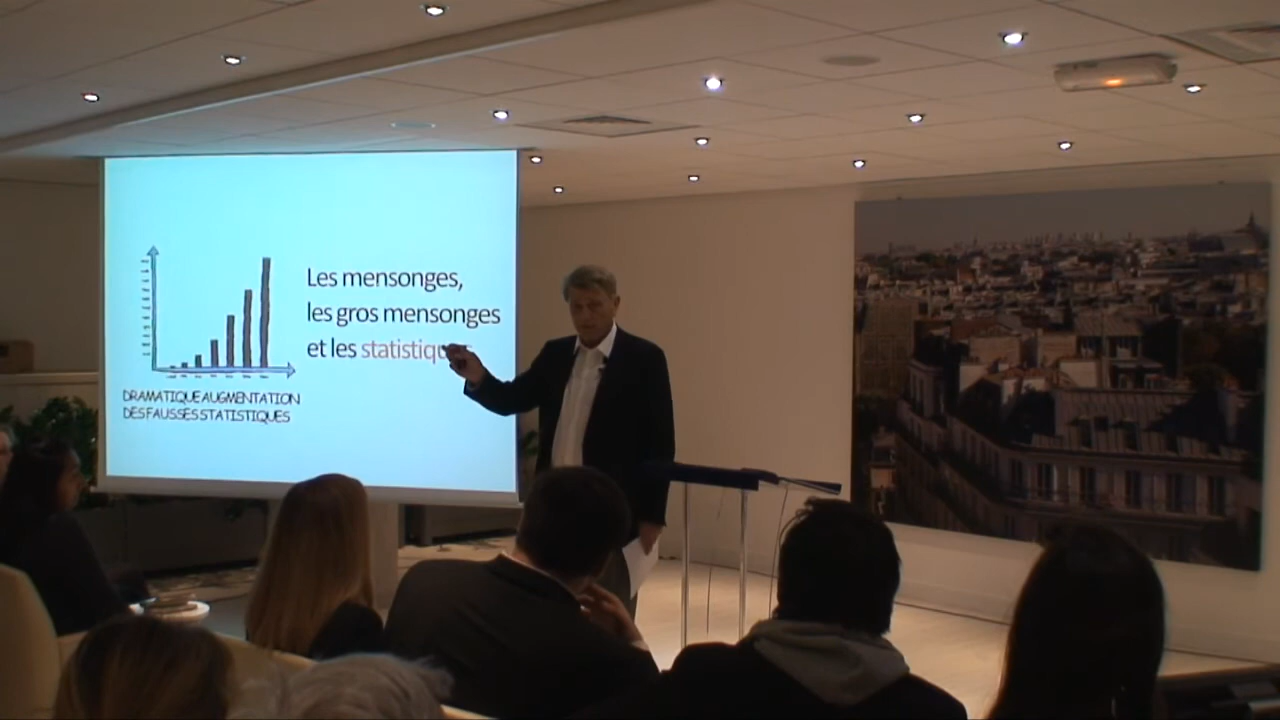 Les mensonges,
les gros mensonges
et les statistiques
DRAMATIQUE AUGMENTATION
DES FAUSSES STATISTIQUES